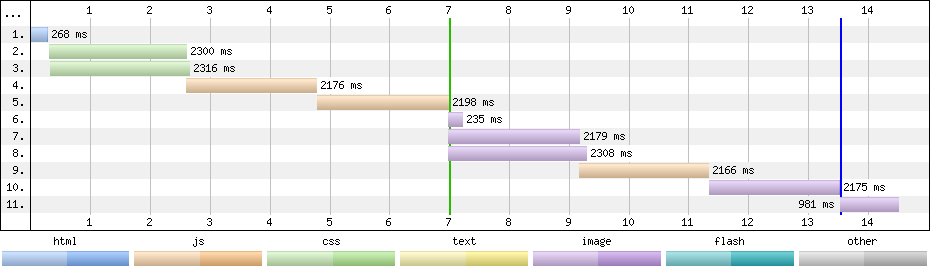 ... 1 2 3 4 5 6 7 8 9 10 11 12 13 14
1. 268 ms
2. 2300 ms
3. 2316 ms
4. 2176 ms
5. 2198 ms
6. 235 ms
7. 2179 ms
8. 2308 ms
9. 2166 ms
10. 2175 ms
11. 981 ms
1 2 3 4 5 6 7 8 9 10 11 12 13 14
html js css text image flash other